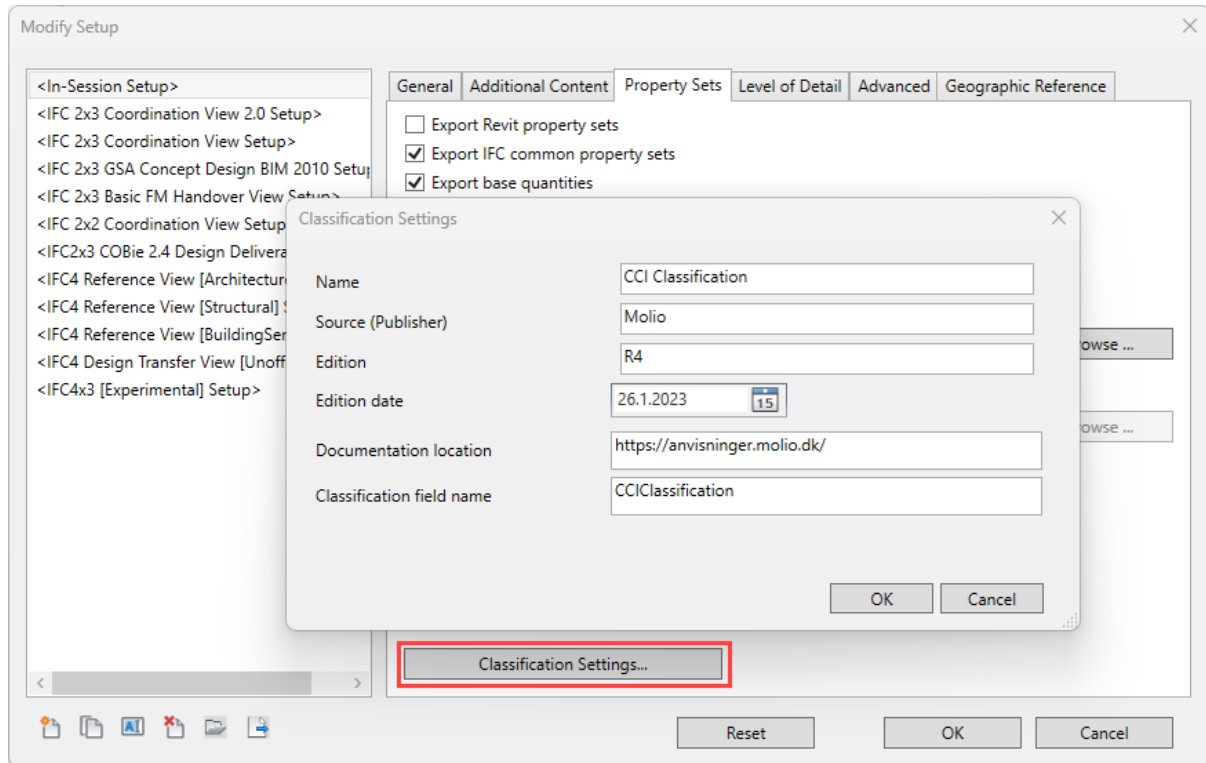 Modify Setup
<In-Session Setup>
<IFC 2x3 Coordination View 2.0 Setup>
<IFC 2x3 Coordination View Setup>
<IFC 2x3 GSA Concept Design BIM 2010 Setup
<IFC 2x3 Basic FM Handover View Setup>
<IFC 2x2 Coordination View Setup
<IFC2x3 COBie 2.4 Design Delivera
<IFC4 Reference View [Architectur
<IFC4 Reference View [Structural] S
<IFC4 Reference View [BuildingSer
<IFC4 Design Transfer View [Unoff
<IFC4x3 [Experimental] Setup>
General Additional Content Property Sets Level of Detail Advanced Geographic Reference
Export Revit property sets
Export IFC common property sets
Export base quantities
owse ...
owse ...
Classification Settings
Name CCI Classification
Source (Publisher) Molio
Edition R4
Edition date 26.1.2023 15
Documentation location https://anvisninger.molio.dk/
Classification field name CCIClassification
OK Cancel
Classification Settings...
AI
Reset OK Cancel